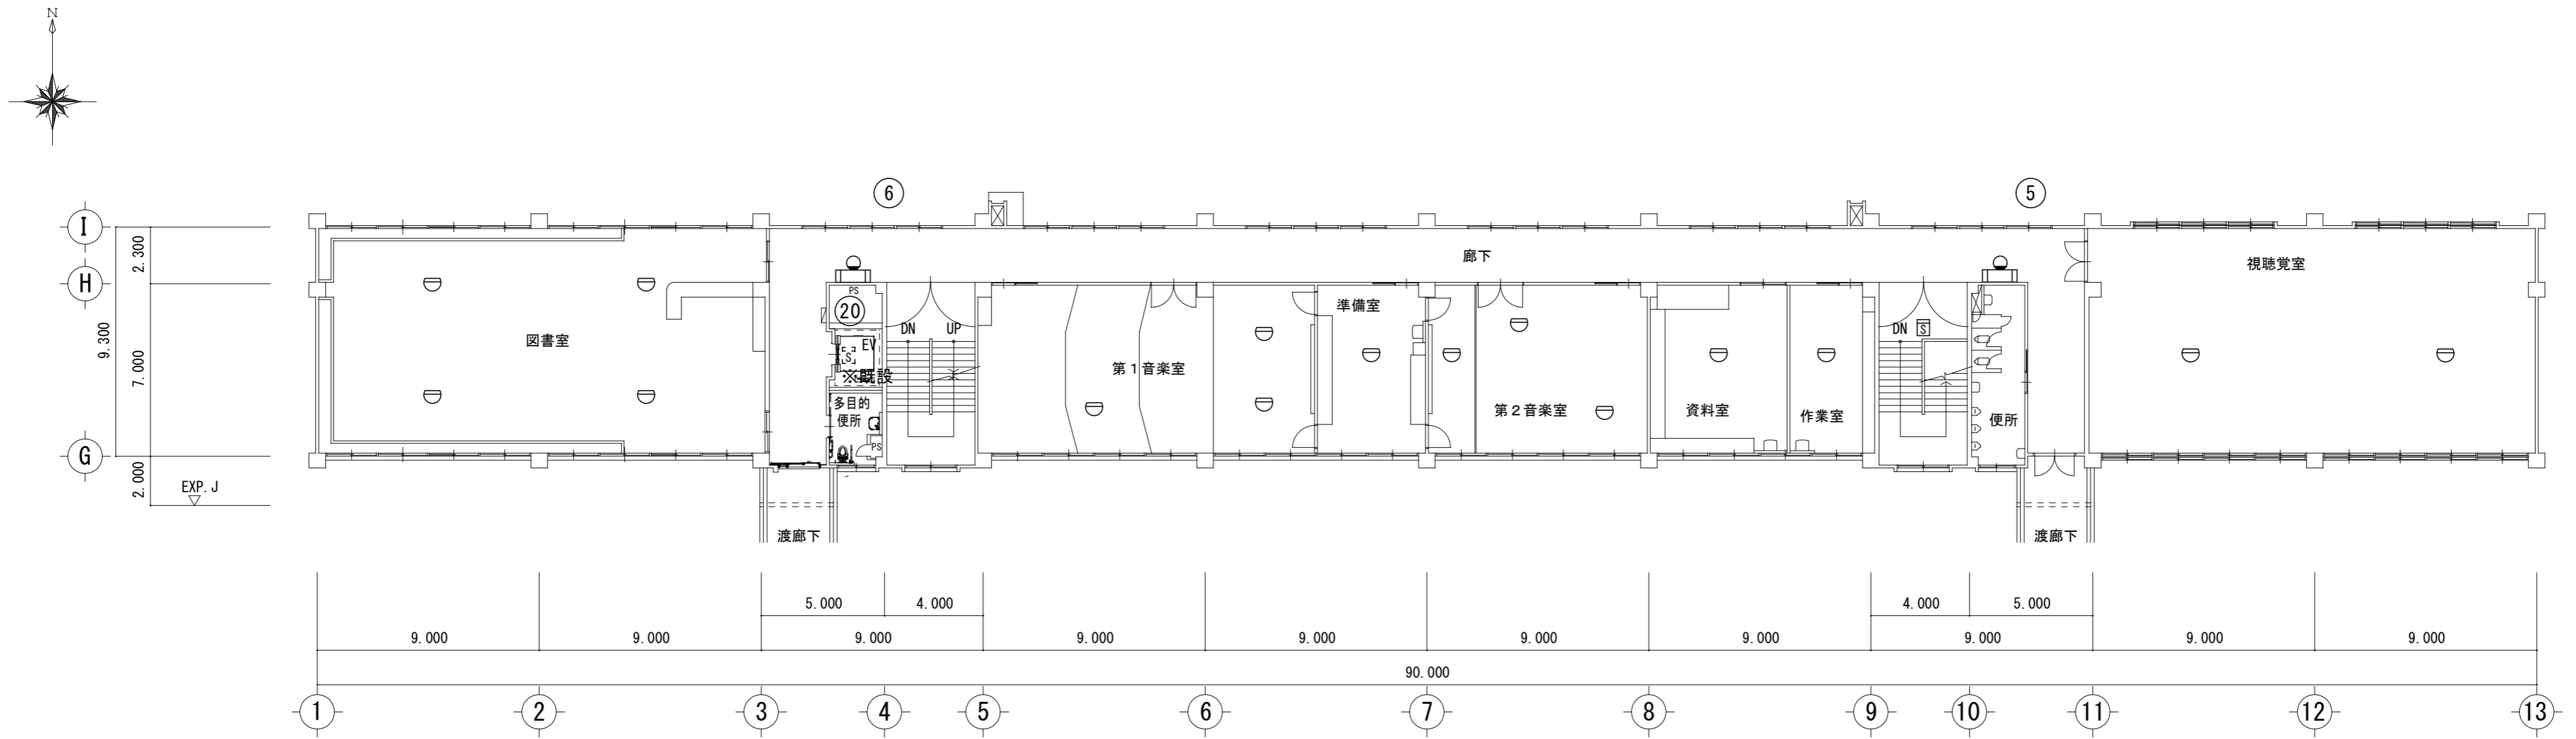 N
6
5
I
H
G
2.300
7.000
9.300
2.000
EXP.J
図書室
廊下
視聴覚室
PS
20
DN
UP
EV
S
※既設
多目的
便所
PS
第1音楽室
準備室
第2音楽室
資料室
作業室
DN
S
便所
渡廊下
渡廊下
5.000
4.000
4.000
5.000
9.000
9.000
9.000
9.000
9.000
9.000
9.000
9.000
9.000
9.000
90.000
1
2
3
4
5
6
7
8
9
10
11
12
13